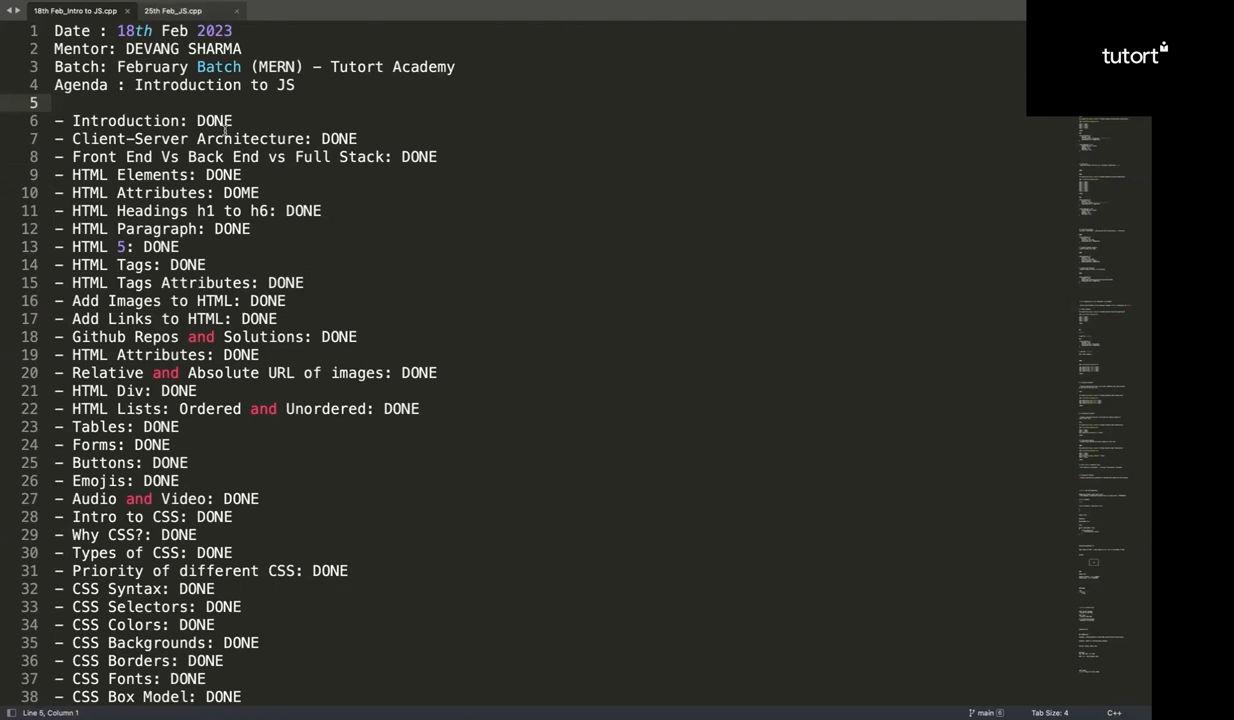 18th Feb_Intro to JS.cpp × 25th Feb_JS.cpp ×
tutort
1 Date : 18th Feb 2023
2 Mentor: DEVANG SHARMA
3 Batch: February Batch (MERN) - Tutort Academy
4 Agenda : Introduction to JS
5
6 - Introduction: DONE
7 - Client-Server Architecture: DONE
8 - Front End Vs Back End vs Full Stack: DONE
9 - HTML Elements: DONE
10 - HTML Attributes: DOME
11 - HTML Headings h1 to h6: DONE
12 - HTML Paragraph: DONE
13 - HTML 5: DONE
14 - HTML Tags: DONE
15 - HTML Tags Attributes: DONE
16 - Add Images to HTML: DONE
17 - Add Links to HTML: DONE
18 - Github Repos and Solutions: DONE
19 - HTML Attributes: DONE
20 - Relative and Absolute URL of images: DONE
21 - HTML Div: DONE
22 - HTML Lists: Ordered and Unordered: DONE
23 - Tables: DONE
24 - Forms: DONE
25 - Buttons: DONE
26 - Emojis: DONE
27 - Audio and Video: DONE
28 - Intro to CSS: DONE
29 - Why CSS?: DONE
30 - Types of CSS: DONE
31 - Priority of different CSS: DONE
32 - CSS Syntax: DONE
33 - CSS Selectors: DONE
34 - CSS Colors: DONE
35 - CSS Backgrounds: DONE
36 - CSS Borders: DONE
37 - CSS Fonts: DONE
38 - CSS Box Model: DONE
Line 5, Column 1 main 6 Tab Size: 4 C++